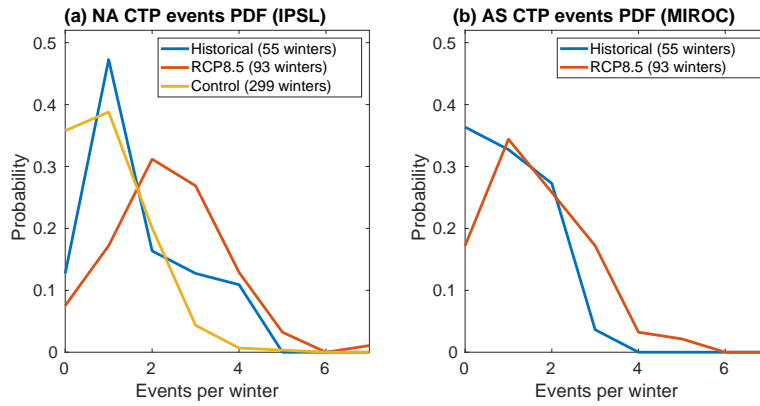 (a) NA CTP events PDF (IPSL)
Historical (55 winters)
RCP8.5 (93 winters)
Control (299 winters)
0.5
0.4
0.3
0.2
0.1
0
Probability
0 2 4 6
Events per winter
(b) AS CTP events PDF (MIROC)
Historical (55 winters)
RCP8.5 (93 winters)
0.5
0.4
0.3
0.2
0.1
0
Probability
0 2 4 6
Events per winter